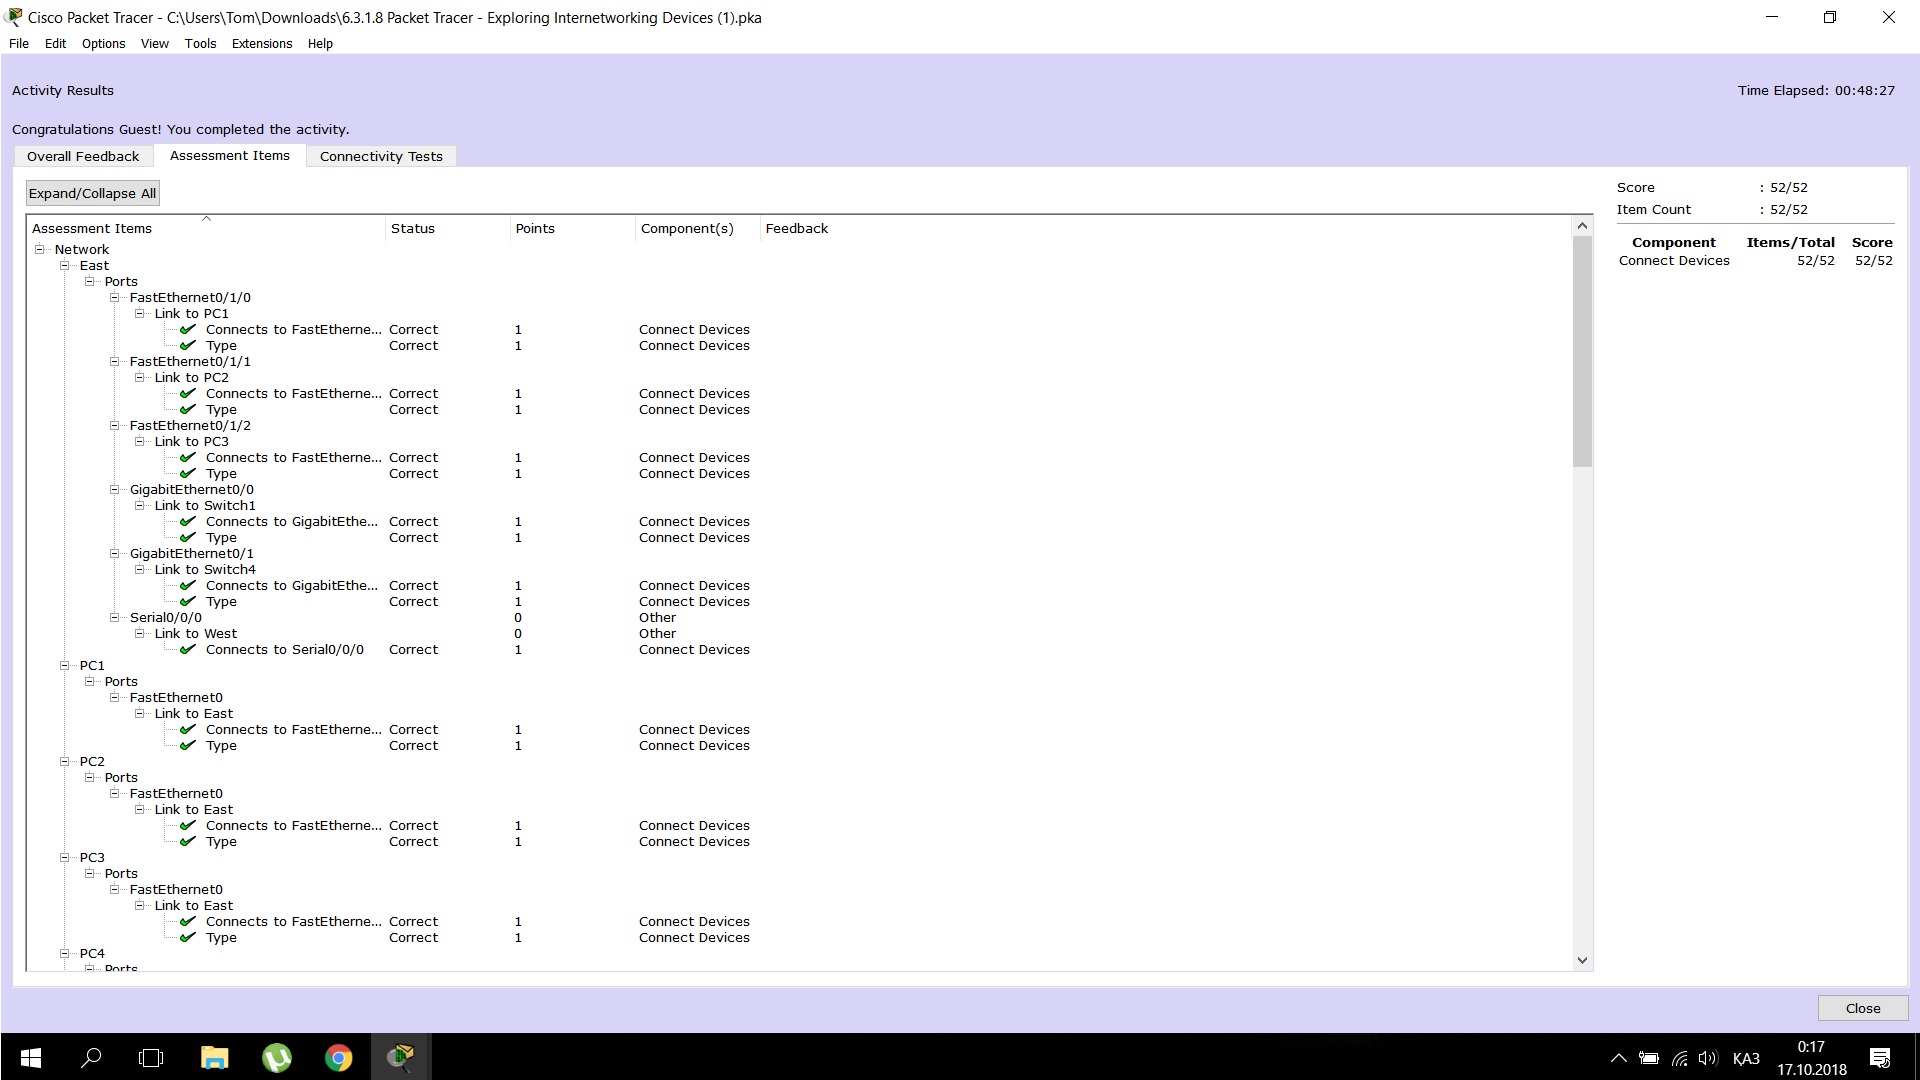 Cisco Packet Tracer - C:\Users\Tom\Downloads\6.3.1.8 Packet Tracer - Exploring Internetworking Devices (1).pka
File Edit Options View Tools Extensions Help
Activity Results
Time Elapsed: 00:48:27
Congratulations Guest! You completed the activity.
Overall Feedback Assessment Items Connectivity Tests
Expand/Collapse All
Assessment Items Status Points Component(s) Feedback
Network
East
Ports
FastEthernet0/1/0
Link to PC1
Connects to FastEtherne... Correct 1 Connect Devices
Type Correct 1 Connect Devices
FastEthernet0/1/1
Link to PC2
Connects to FastEtherne... Correct 1 Connect Devices
Type Correct 1 Connect Devices
FastEthernet0/1/2
Link to PC3
Connects to FastEtherne... Correct 1 Connect Devices
Type Correct 1 Connect Devices
GigabitEthernet0/0
Link to Switch1
Connects to GigabitEthe... Correct 1 Connect Devices
Type Correct 1 Connect Devices
GigabitEthernet0/1
Link to Switch4
Connects to GigabitEthe... Correct 1 Connect Devices
Type Correct 1 Connect Devices
Serial0/0/0 0 Other
Link to West 0 Other
Connects to Serial0/0/0 Correct 1 Connect Devices
PC1
Ports
FastEthernet0
Link to East
Connects to FastEtherne... Correct 1 Connect Devices
Type Correct 1 Connect Devices
PC2
Ports
FastEthernet0
Link to East
Connects to FastEtherne... Correct 1 Connect Devices
Type Correct 1 Connect Devices
PC3
Ports
FastEthernet0
Link to East
Connects to FastEtherne... Correct 1 Connect Devices
Type Correct 1 Connect Devices
PC4
Ports
Score : 52/52
Item Count : 52/52
Component Items/Total Score
Connect Devices 52/52 52/52
Close
ҚАЗ
0:17
17.10.2018